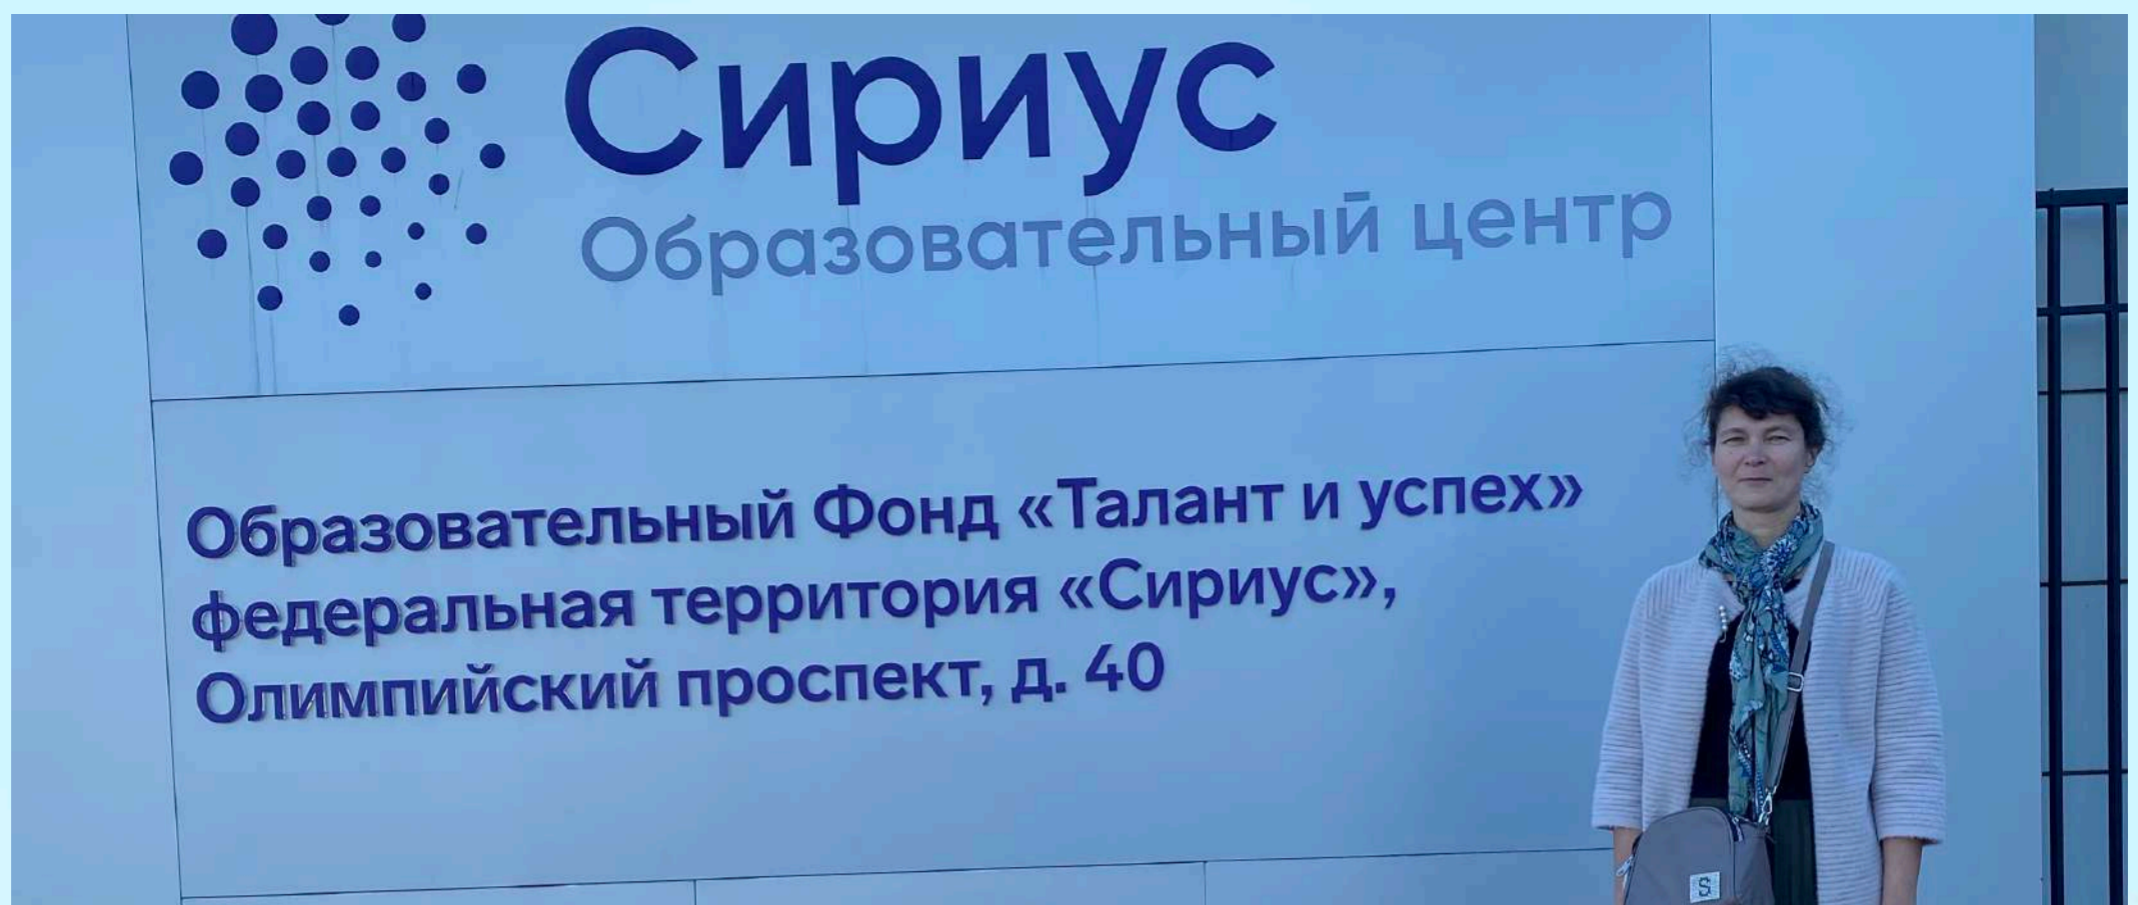 Сириус
Образовательный центр
Образовательный Фонд «Талант и успех»
федеральная территория «Сириус»,
Олимпийский проспект, д. 40
S